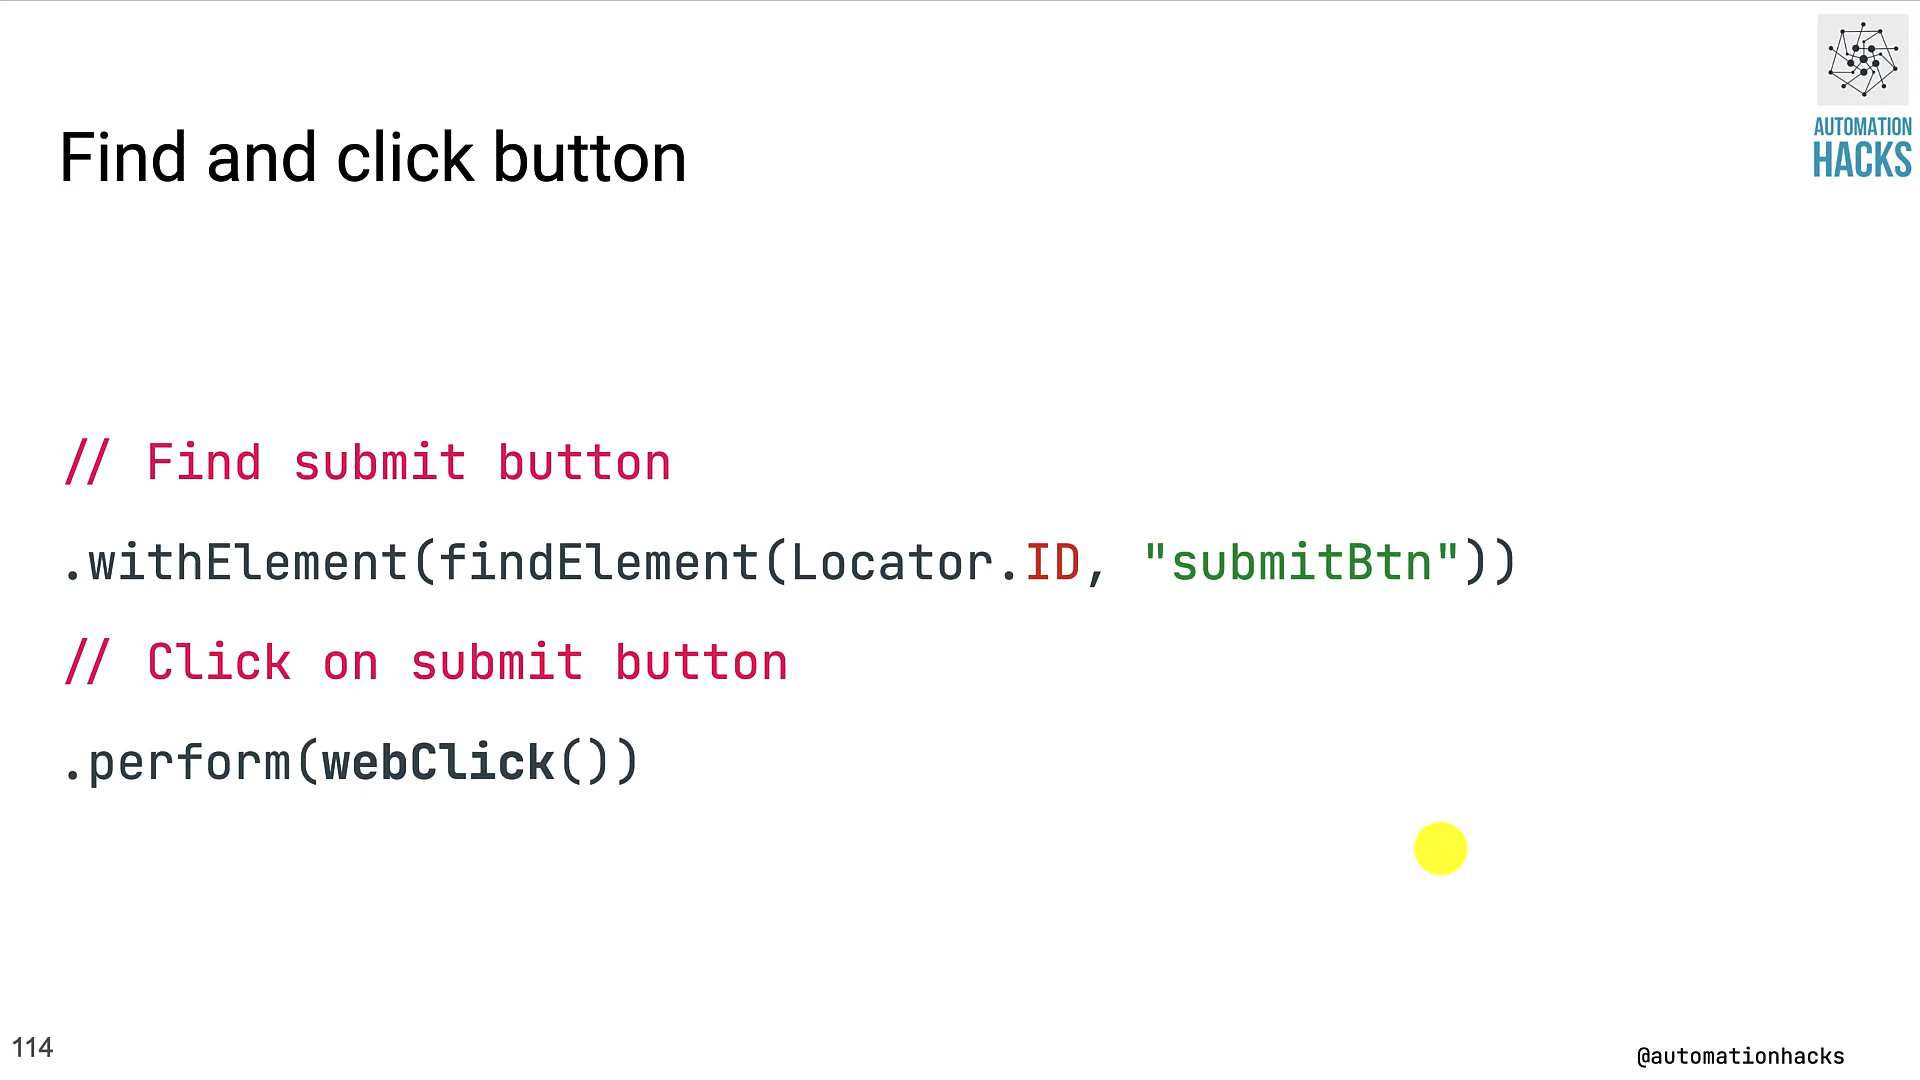 AUTOMATION
HACKS
Find and click button
// Find submit button
.withElement(findElement(Locator.ID, "submitBtn"))
// Click on submit button
.perform(webClick())
114
@automationhacks